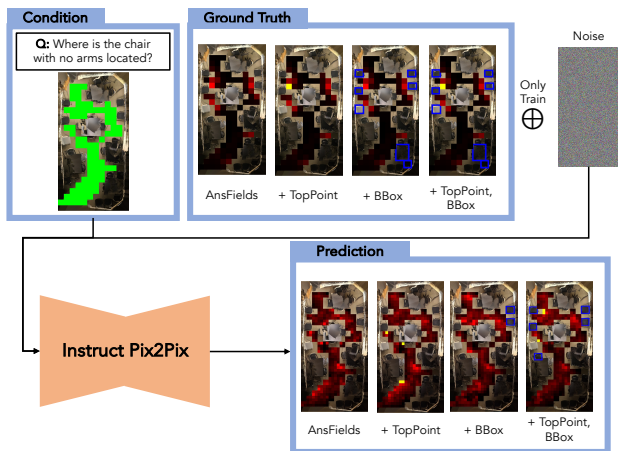 Condition
Q: Where is the chair
with no arms located?
Ground Truth
AnsFields
+ TopPoint
+ BBox
+ TopPoint,
BBox
Only
Train
Noise
Instruct Pix2Pix
Prediction
AnsFields
+ TopPoint
+ BBox
+ TopPoint,
BBox